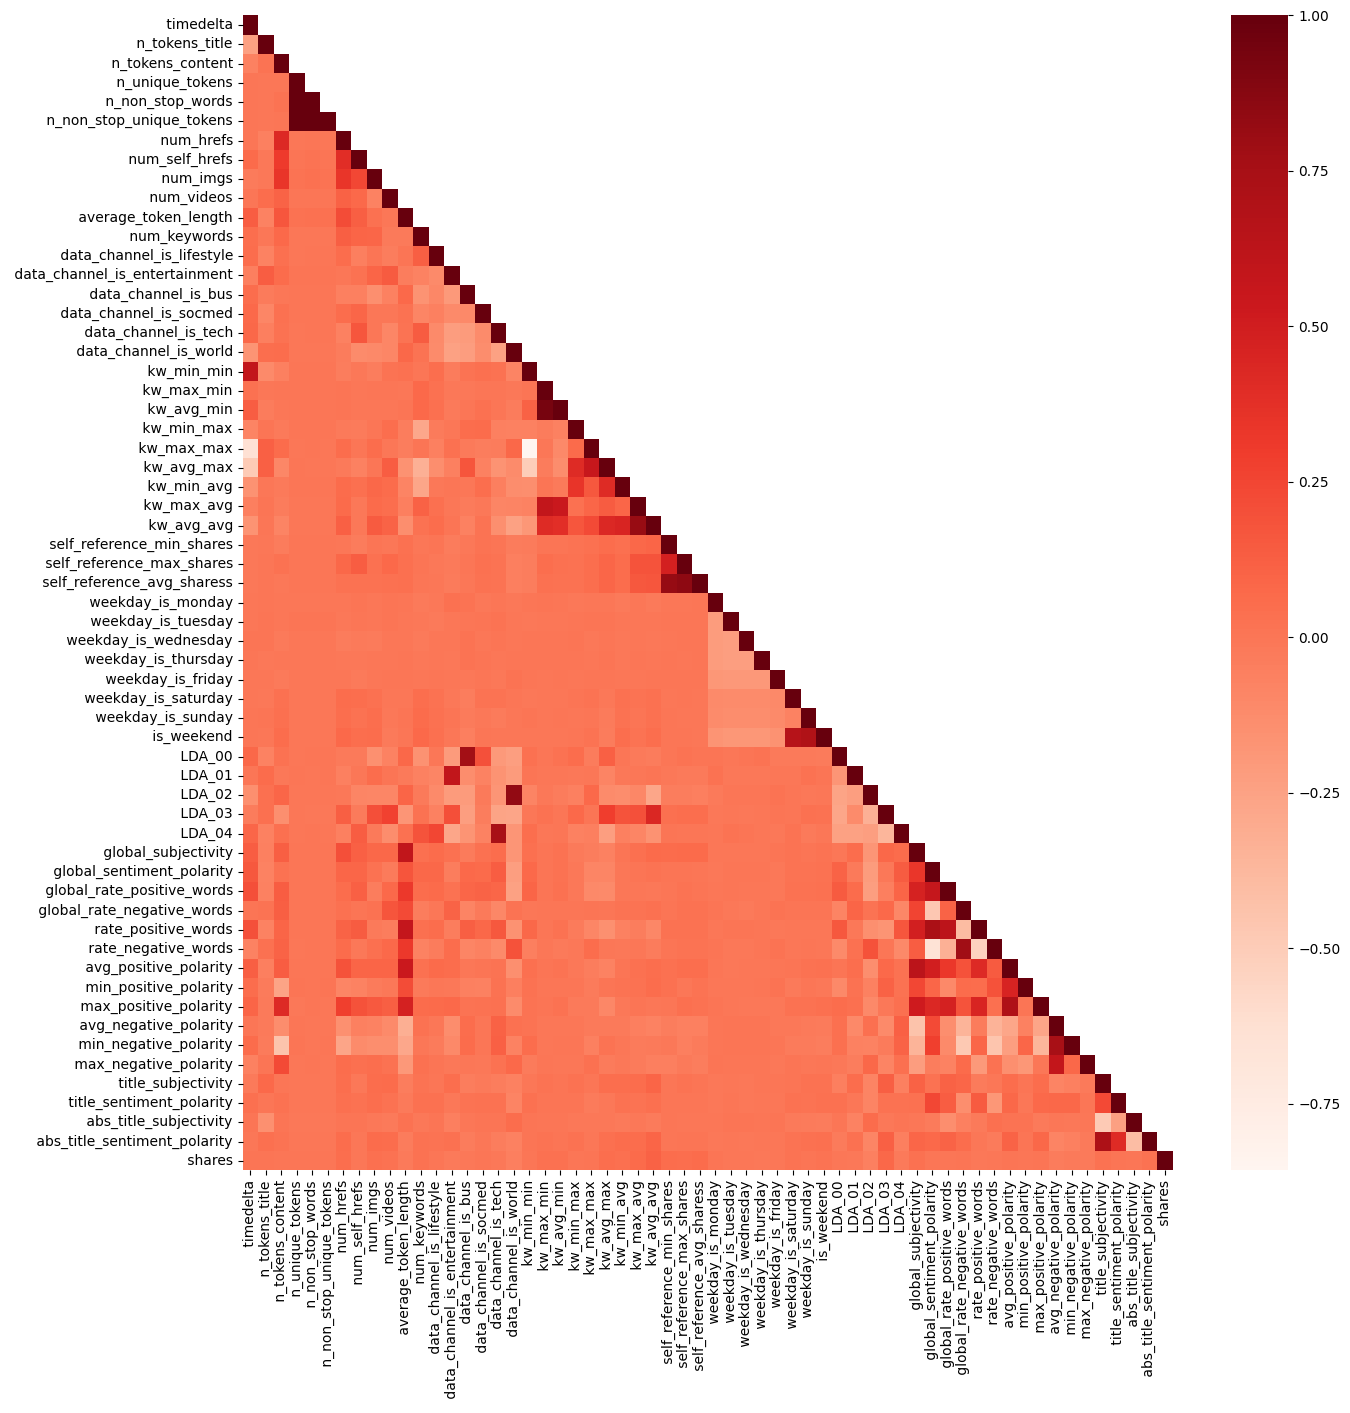 timedelta
n_tokens_title
n_tokens_content
n_unique_tokens
n_non_stop_words
n_non_stop_unique_tokens
num_hrefs
num_self_hrefs
num_imgs
num_videos
average_token_length
num_keywords
data_channel_is_lifestyle
data_channel_is_entertainment
data_channel_is_bus
data_channel_is_socmed
data_channel_is_tech
data_channel_is_world
kw_min_min
kw_max_min
kw_avg_min
kw_min_max
kw_max_max
kw_avg_max
kw_min_avg
kw_max_avg
kw_avg_avg
self_reference_min_shares
self_reference_max_shares
self_reference_avg_sharess
weekday_is_monday
weekday_is_tuesday
weekday_is_wednesday
weekday_is_thursday
weekday_is_friday
weekday_is_saturday
weekday_is_sunday
is_weekend
LDA_00
LDA_01
LDA_02
LDA_03
LDA_04
global_subjectivity
global_sentiment_polarity
global_rate_positive_words
global_rate_negative_words
rate_positive_words
rate_negative_words
avg_positive_polarity
min_positive_polarity
max_positive_polarity
avg_negative_polarity
min_negative_polarity
max_negative_polarity
title_subjectivity
title_sentiment_polarity
abs_title_subjectivity
abs_title_sentiment_polarity
shares
timedelta
n_tokens_title
n_tokens_content
n_unique_tokens
n_non_stop_words
n_non_stop_unique_tokens
num_hrefs
num_self_hrefs
num_imgs
num_videos
average_token_length
num_keywords
data_channel_is_lifestyle
data_channel_is_entertainment
data_channel_is_bus
data_channel_is_socmed
data_channel_is_tech
data_channel_is_world
kw_min_min
kw_max_min
kw_avg_min
kw_min_max
kw_max_max
kw_avg_max
kw_min_avg
kw_max_avg
kw_avg_avg
self_reference_min_shares
self_reference_max_shares
self_reference_avg_sharess
weekday_is_monday
weekday_is_tuesday
weekday_is_wednesday
weekday_is_thursday
weekday_is_friday
weekday_is_saturday
weekday_is_sunday
is_weekend
LDA_00
LDA_01
LDA_02
LDA_03
LDA_04
global_subjectivity
global_sentiment_polarity
global_rate_positive_words
global_rate_negative_words
rate_positive_words
rate_negative_words
avg_positive_polarity
min_positive_polarity
max_positive_polarity
avg_negative_polarity
min_negative_polarity
max_negative_polarity
title_subjectivity
title_sentiment_polarity
abs_title_subjectivity
abs_title_sentiment_polarity
shares
1.00
0.75
0.50
0.25
0.00
−0.25
−0.50
−0.75